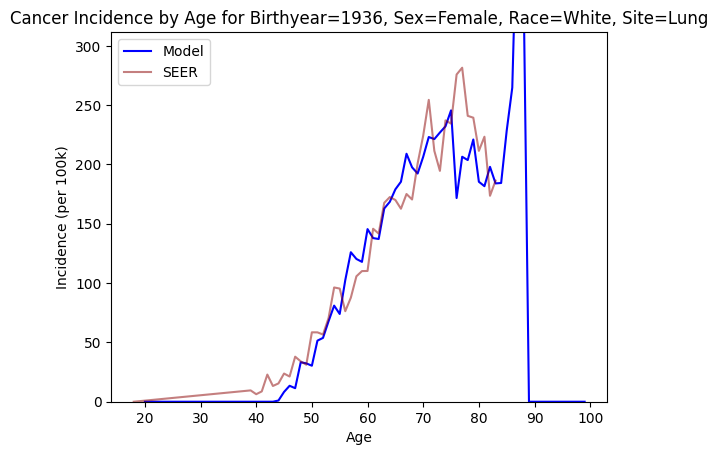 Cancer Incidence by Age for Birthyear=1936, Sex=Female, Race=White, Site=Lung
Model
SEER
Incidence (per 100k)
300
250
200
150
100
50
0
20 30 40 50 60 70 80 90 100
Age